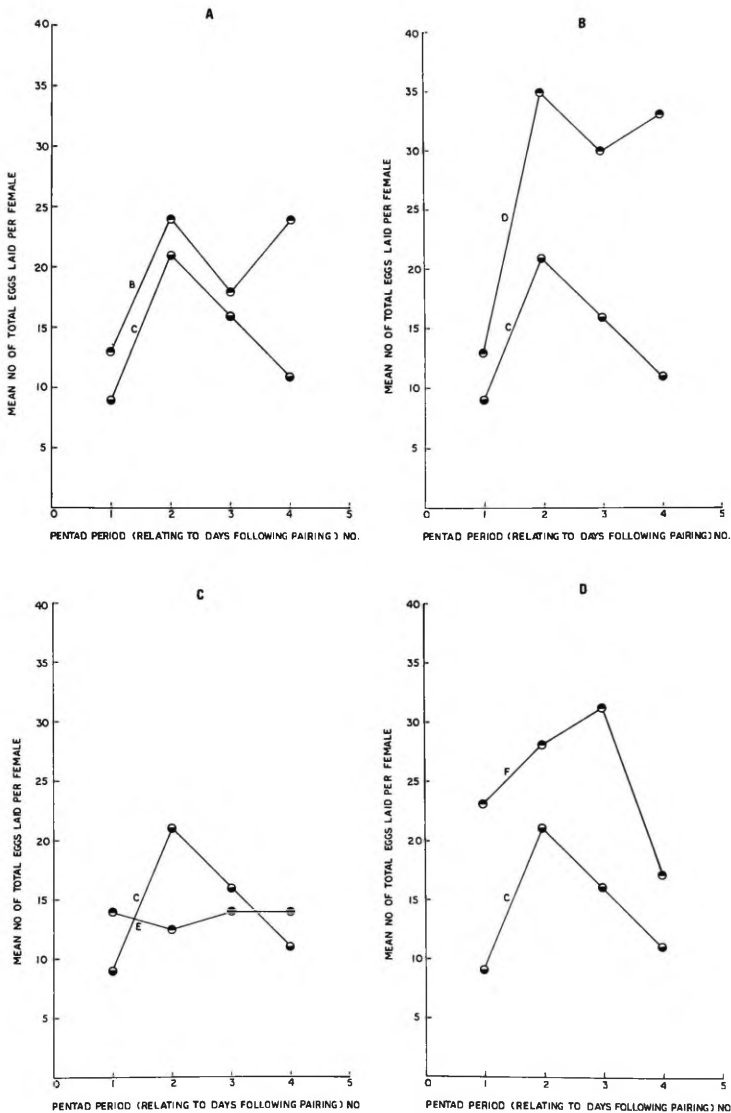 A
MEAN NO OF TOTAL EGGS LAID PER FEMALE
40
35
30
25
20
15
10
5
B
C
0 1 2 3 4 5
PENTAD PERIOD (RELATING TO DAYS FOLLOWING PAIRING) NO.
B
MEAN NO OF TOTAL EGGS LAID PER FEMALE
40
35
30
25
20
15
10
5
D
C
0 1 2 3 4 5
PENTAD PERIOD (RELATING TO DAYS FOLLOWING PAIRING) NO.
C
MEAN NO OF TOTAL EGGS LAID PER FEMALE
40
35
30
25
20
15
10
5
C
E
0 1 2 3 4 5
PENTAD PERIOD (RELATING TO DAYS FOLLOWING PAIRING) NO
D
MEAN NO OF TOTAL EGGS LAID PER FEMALE
40
35
30
25
20
15
10
5
F
C
0 1 2 3 4 5
PENTAD PERIOD (RELATING TO DAYS FOLLOWING PAIRING) NO